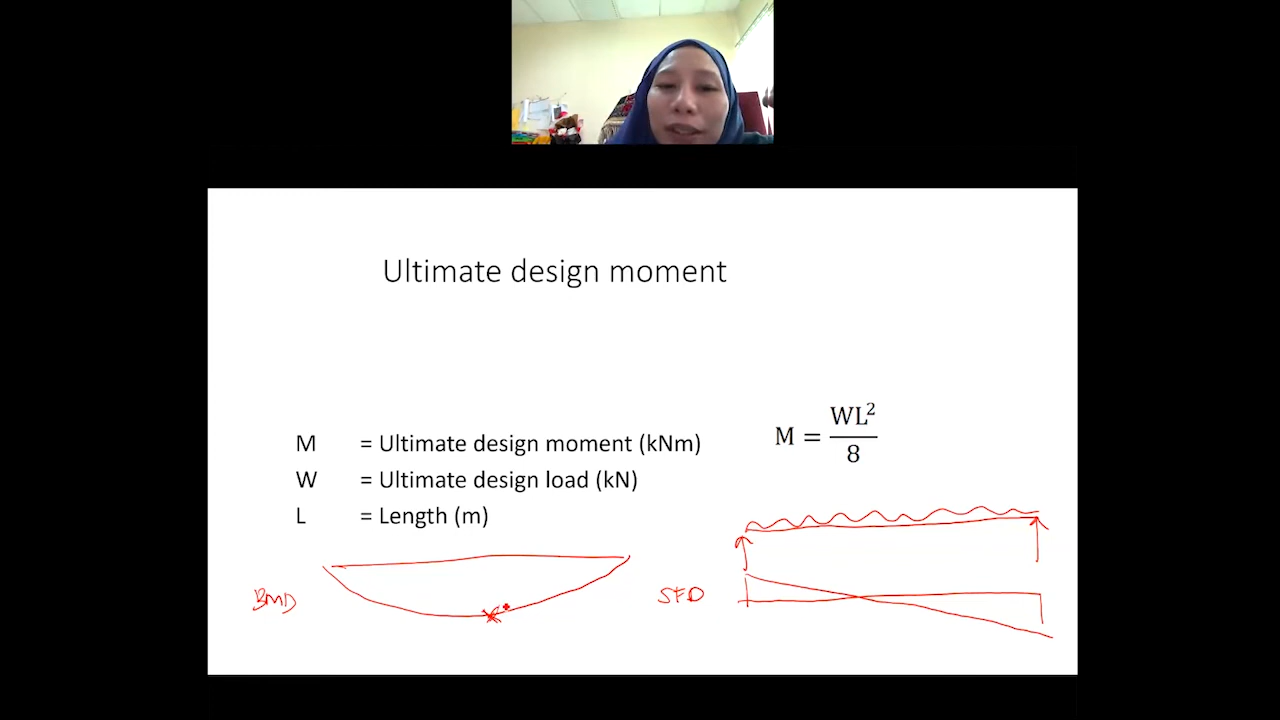 Ultimate design moment
M = Ultimate design moment (kNm)
W = Ultimate design load (kN)
L = Length (m)
M = WL²/8
BMD
SFD